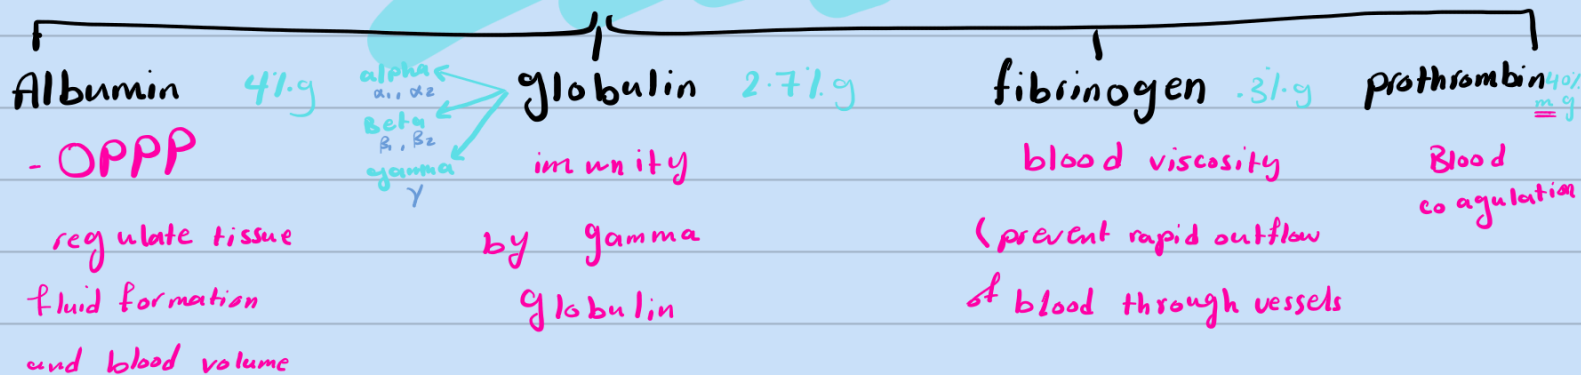 Albumin 4%g
- OPPP
regulate tissue
fluid formation
and blood volume
alpha
α1, α2
Beta
β1, β2
gamma
γ
globulin 2.7%g
imunity
by gamma
globulin
fibrinogen .3%g
blood viscosity
(prevent rapid outflow
of blood through vessels
prothrombin 40%
mg
Blood
coagulation